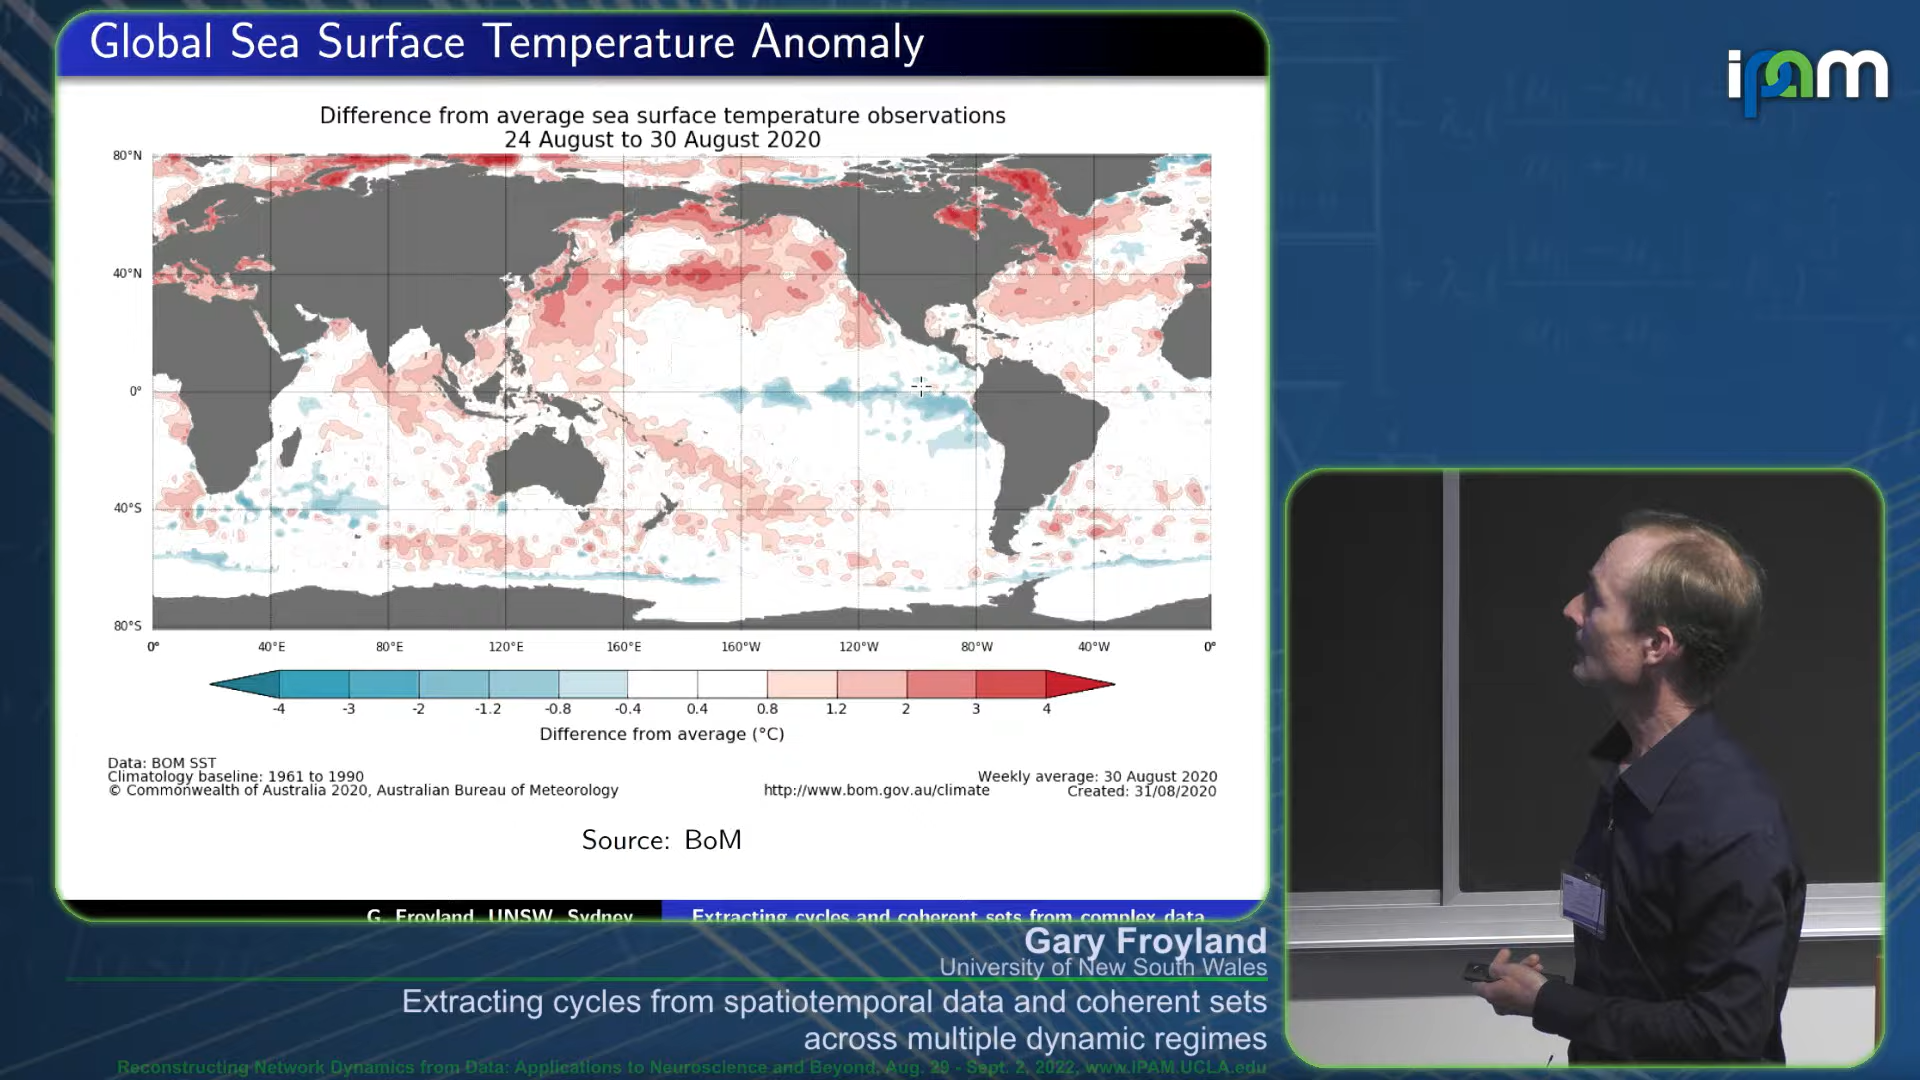 Global Sea Surface Temperature Anomaly
ipam
Difference from average sea surface temperature observations
24 August to 30 August 2020
80°N
40°N
0°
40°S
80°S
0° 40°E 80°E 120°E 160°E 160°W 120°W 80°W 40°W 0°
-4 -3 -2 -1.2 -0.8 -0.4 0.4 0.8 1.2 2 3 4
Difference from average (°C)
Data: BOM SST
Climatology baseline: 1961 to 1990
© Commonwealth of Australia 2020, Australian Bureau of Meteorology
http://www.bom.gov.au/climate
Weekly average: 30 August 2020
Created: 31/08/2020
Source: BoM
G. Froyland, UNSW, Sydney
Extracting cycles and coherent sets from complex data
Gary Froyland
University of New South Wales
Extracting cycles from spatiotemporal data and coherent sets
across multiple dynamic regimes
Reconstructing Network Dynamics from Data: Applications to Neuroscience and Beyond, Aug. 29 - Sept. 2, 2022, www.IPAM.UCLA.edu